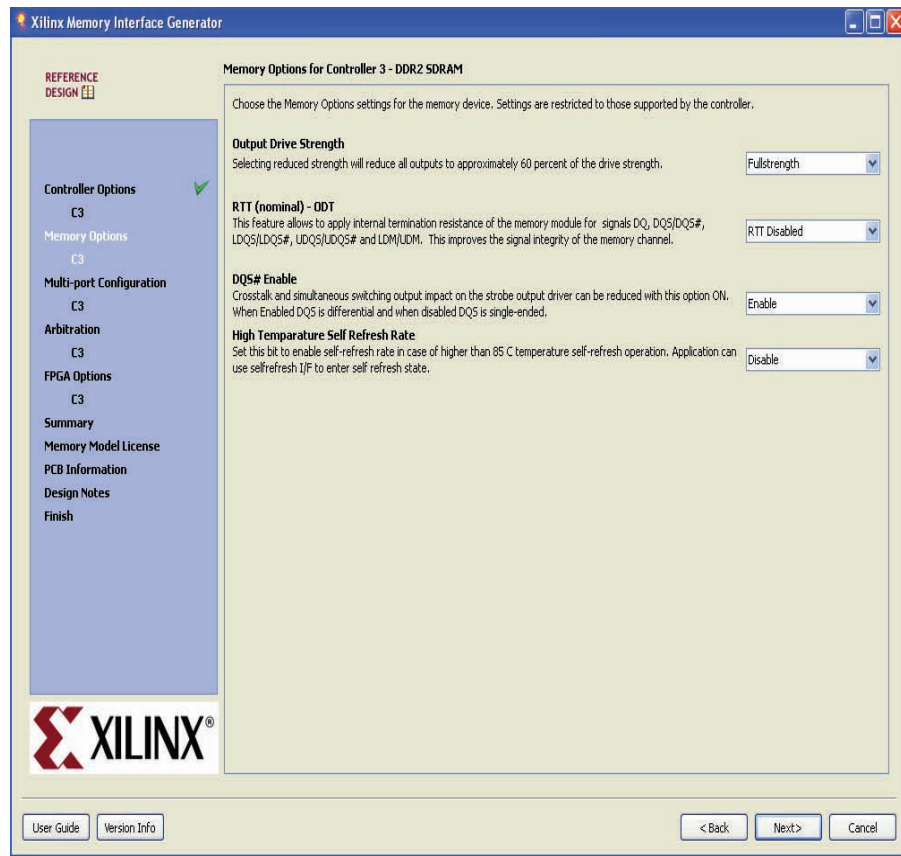 Xilinx Memory Interface Generator
REFERENCE
DESIGN
Controller Options
C3
Memory Options
C3
Multi-port Configuration
C3
Arbitration
C3
FPGA Options
C3
Summary
Memory Model License
PCB Information
Design Notes
Finish
XILINX®
Memory Options for Controller 3 - DDR2 SDRAM
Choose the Memory Options settings for the memory device. Settings are restricted to those supported by the controller.
Output Drive Strength
Selecting reduced strength will reduce all outputs to approximately 60 percent of the drive strength.
Fullstrength
RTT (nominal) - ODT
This feature allows to apply internal termination resistance of the memory module for signals DQ, DQS/DQS#,
LDQS/LDQS#, UDQS/UDQS# and LDM/UDM. This improves the signal integrity of the memory channel.
RTT Disabled
DQS# Enable
Crosstalk and simultaneous switching output impact on the strobe output driver can be reduced with this option ON.
When Enabled DQS is differential and when disabled DQS is single-ended.
Enable
High Temparature Self Refresh Rate
Set this bit to enable self-refresh rate in case of higher than 85 C temperature self-refresh operation. Application can
use selfrefresh I/F to enter self refresh state.
Disable
User Guide
Version Info
< Back
Next>
Cancel